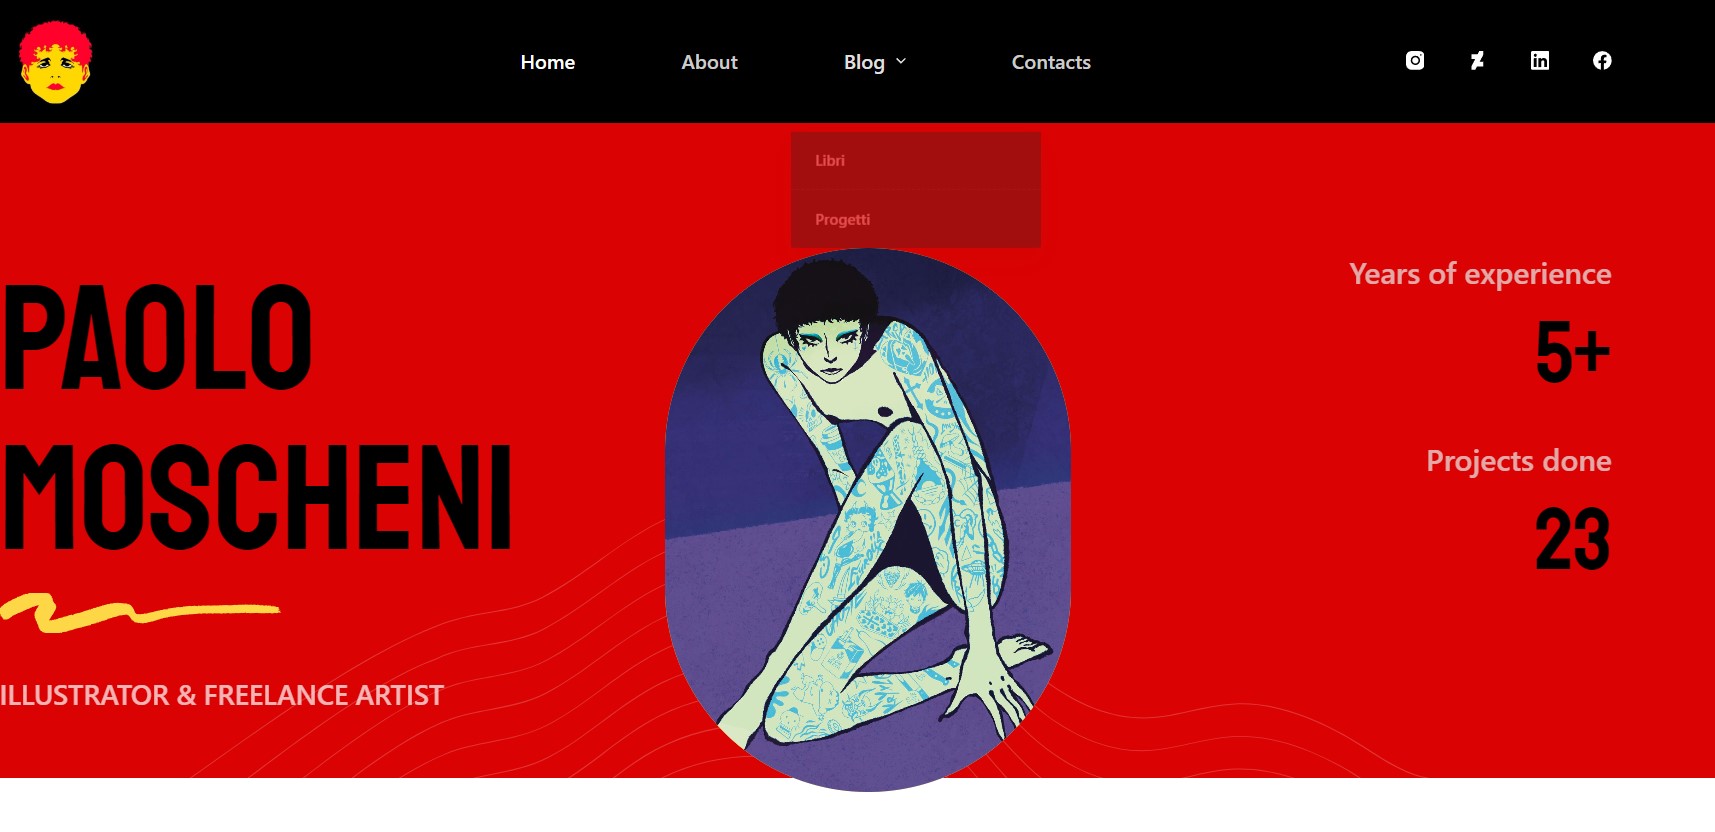 Home About Blog Contacts
Libri
Progetti
PAOLO
MOSCHENI
ILLUSTRATOR & FREELANCE ARTIST
Years of experience
5+
Projects done
23